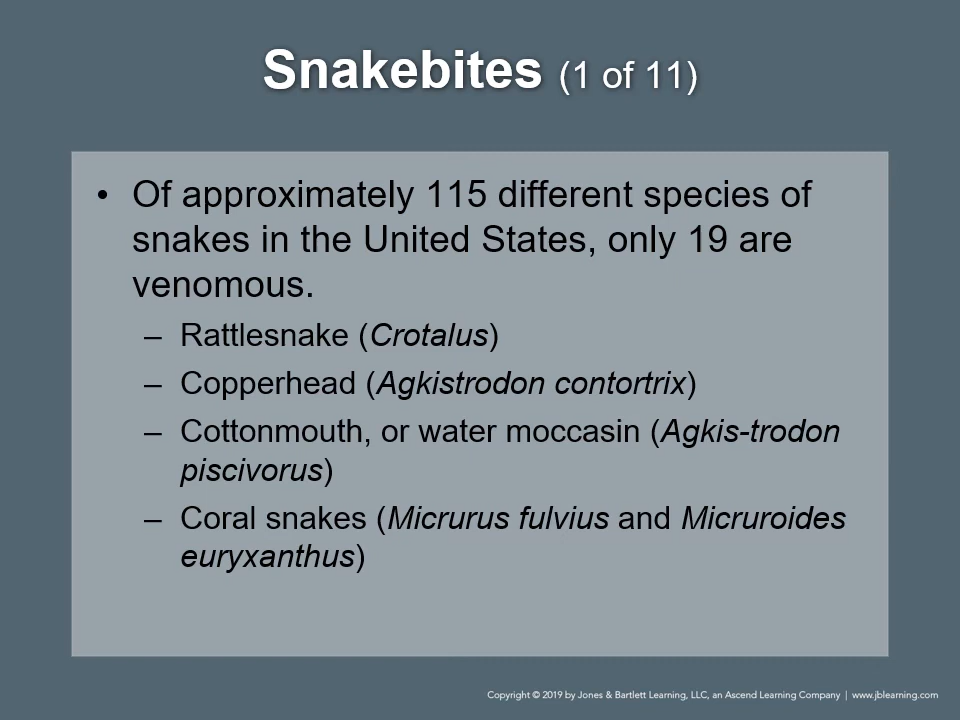 Snakebites (1 of 11)
• Of approximately 115 different species of
snakes in the United States, only 19 are
venomous.
– Rattlesnake (Crotalus)
– Copperhead (Agkistrodon contortrix)
– Cottonmouth, or water moccasin (Agkis-trodon
piscivorus)
– Coral snakes (Micrurus fulvius and Micruroides
euryxanthus)
Copyright © 2019 by Jones & Bartlett Learning, LLC, an Ascend Learning Company | www.jblearning.com